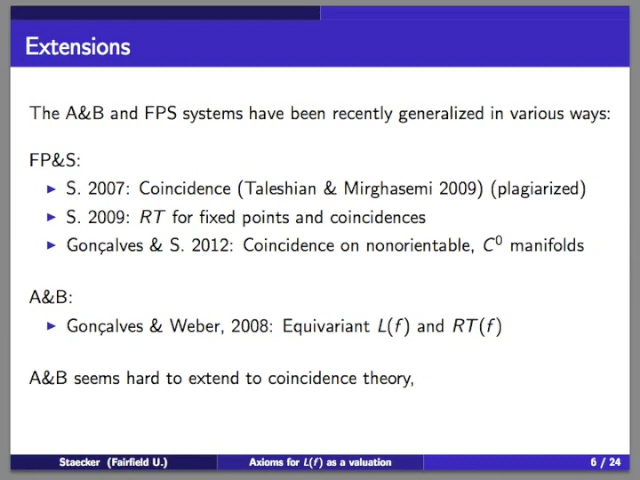 Extensions
The A&B and FPS systems have been recently generalized in various ways:
FP&S:
▶ S. 2007: Coincidence (Taleshian & Mirghasemi 2009) (plagiarized)
▶ S. 2009: RT for fixed points and coincidences
▶ Gonçalves & S. 2012: Coincidence on nonorientable, C⁰ manifolds
A&B:
▶ Gonçalves & Weber, 2008: Equivariant L(f) and RT(f)
A&B seems hard to extend to coincidence theory,
Staecker (Fairfield U.) Axioms for L(f) as a valuation 6 / 24